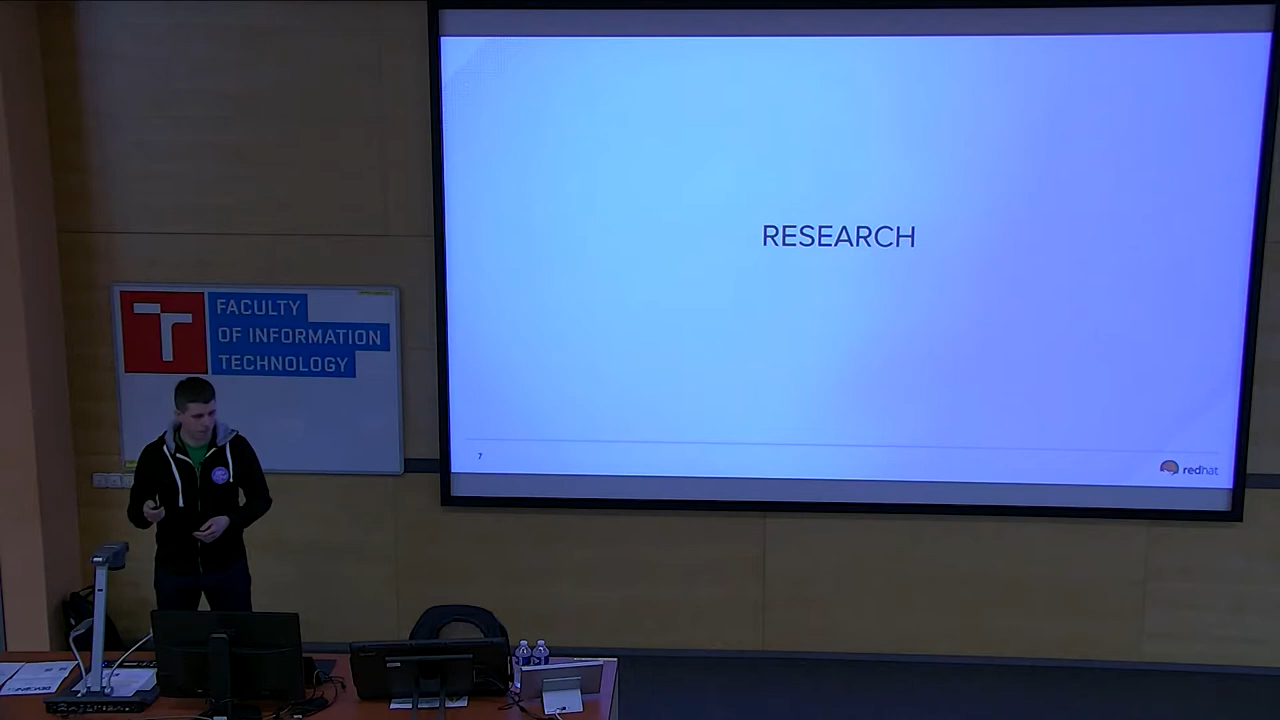 RESEARCH
7
redhat
FACULTY
OF INFORMATION
TECHNOLOGY